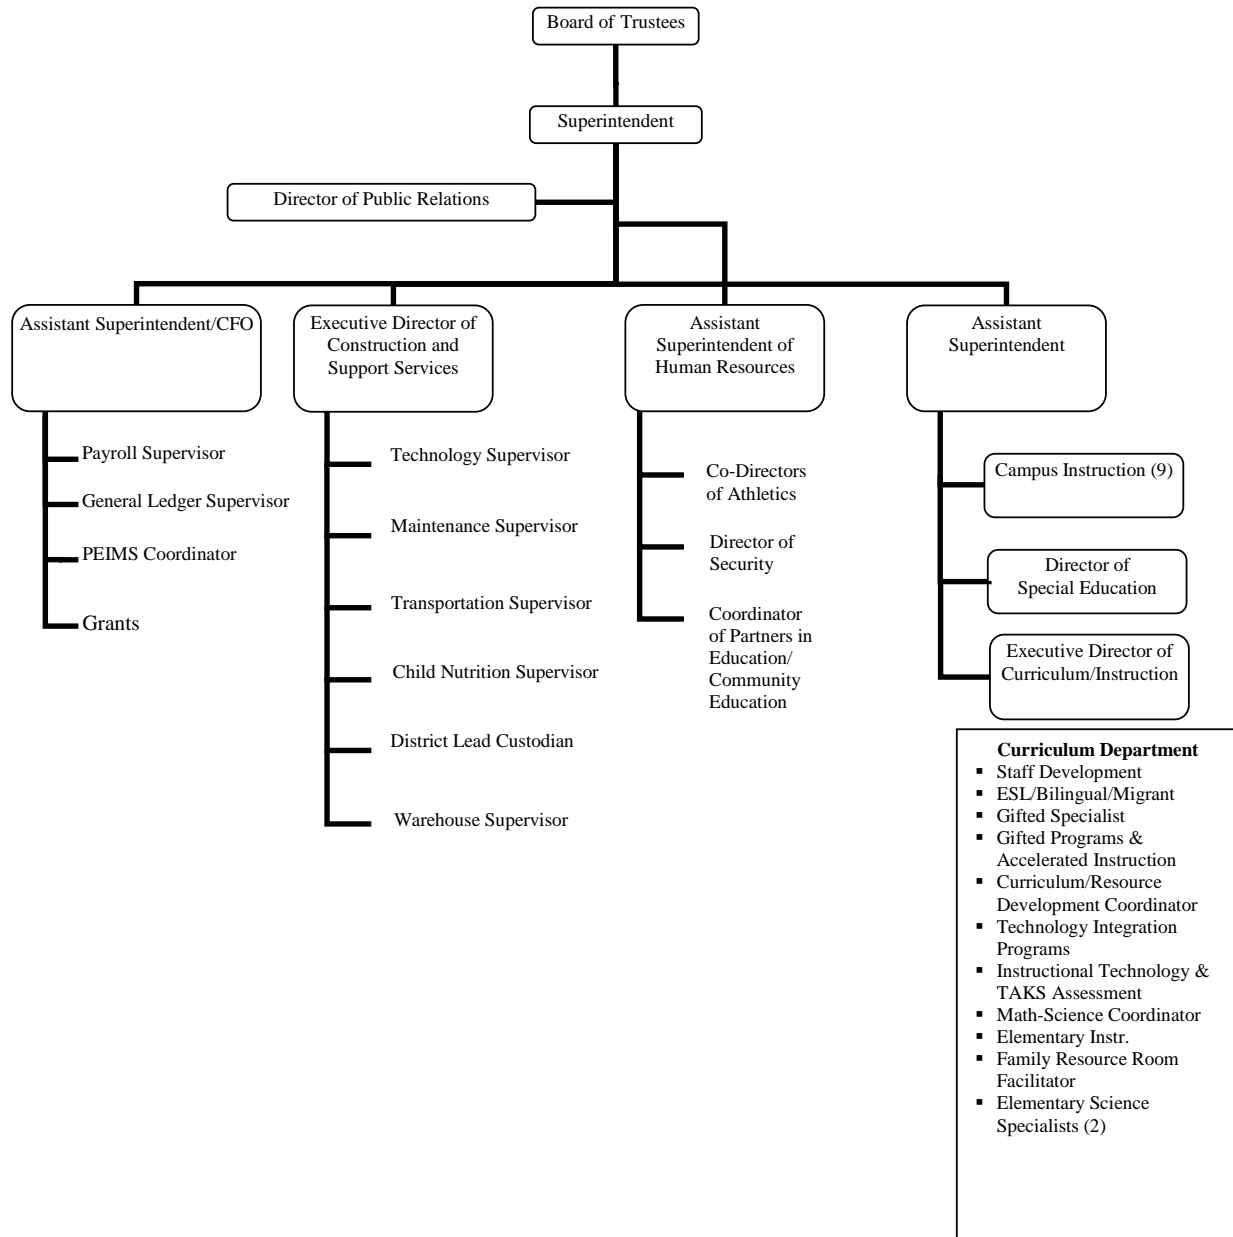 Board of Trustees
Superintendent
Director of Public Relations
Assistant Superintendent/CFO
Payroll Supervisor
General Ledger Supervisor
PEIMS Coordinator
Grants
Executive Director of
Construction and
Support Services
Technology Supervisor
Maintenance Supervisor
Transportation Supervisor
Child Nutrition Supervisor
District Lead Custodian
Warehouse Supervisor
Assistant
Superintendent of
Human Resources
Co-Directors
of Athletics
Director of
Security
Coordinator
of Partners in
Education/
Community
Education
Assistant
Superintendent
Campus Instruction (9)
Director of
Special Education
Executive Director of
Curriculum/Instruction
Curriculum Department
▪ Staff Development
▪ ESL/Bilingual/Migrant
▪ Gifted Specialist
▪ Gifted Programs &
Accelerated Instruction
▪ Curriculum/Resource
Development Coordinator
▪ Technology Integration
Programs
▪ Instructional Technology &
TAKS Assessment
▪ Math-Science Coordinator
▪ Elementary Instr.
▪ Family Resource Room
Facilitator
▪ Elementary Science
Specialists (2)